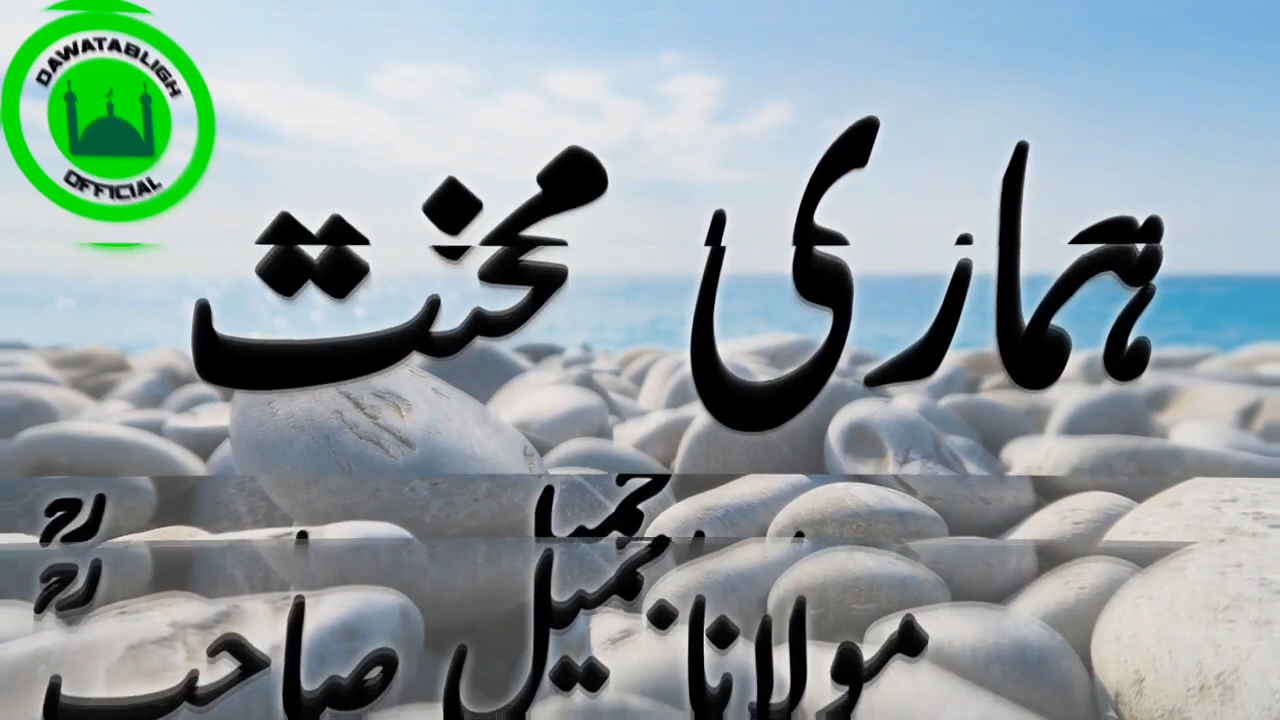 DAWATABLIGH
OFFICIAL
ہماری محنت
مولانا جمیل صاحب رح